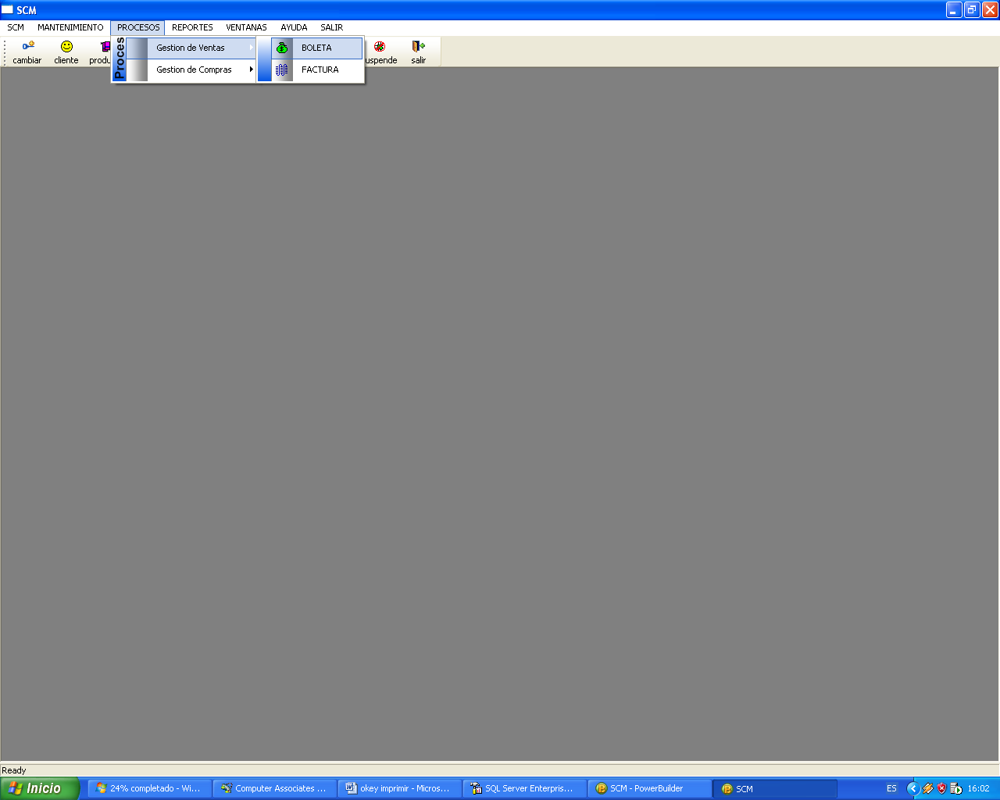 SCM
SCM MANTENIMIENTO PROCESOS REPORTES VENTANAS AYUDA SALIR
Proces
Gestion de Ventas
Gestion de Compras
BOLETA
FACTURA
cambiar cliente produ uspende salir
Ready
Inicio 24% completado - Wi... Computer Associates ... okey imprimir - Micros... SQL Server Enterpris... SCM - PowerBuilder SCM ES 16:02